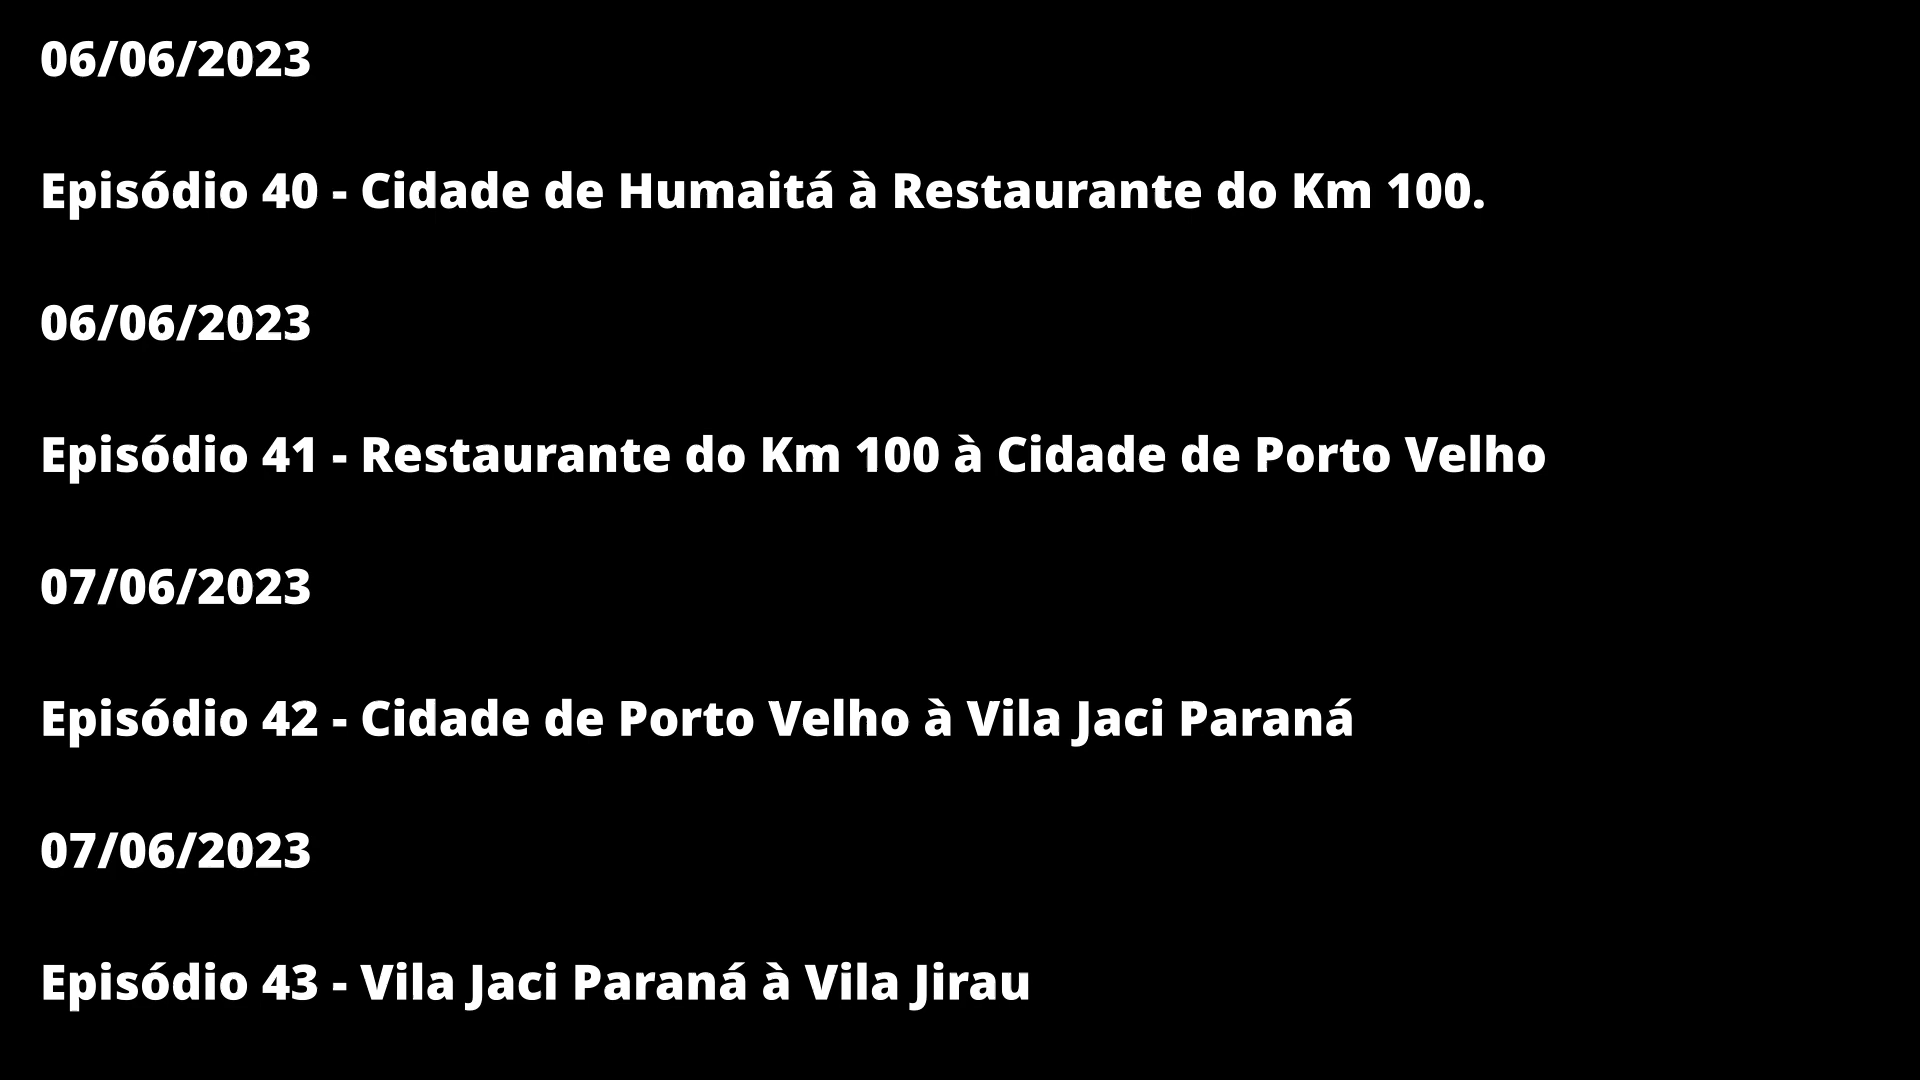 06/06/2023
Episódio 40 - Cidade de Humaitá à Restaurante do Km 100.
06/06/2023
Episódio 41 - Restaurante do Km 100 à Cidade de Porto Velho
07/06/2023
Episódio 42 - Cidade de Porto Velho à Vila Jaci Paraná
07/06/2023
Episódio 43 - Vila Jaci Paraná à Vila Jirau